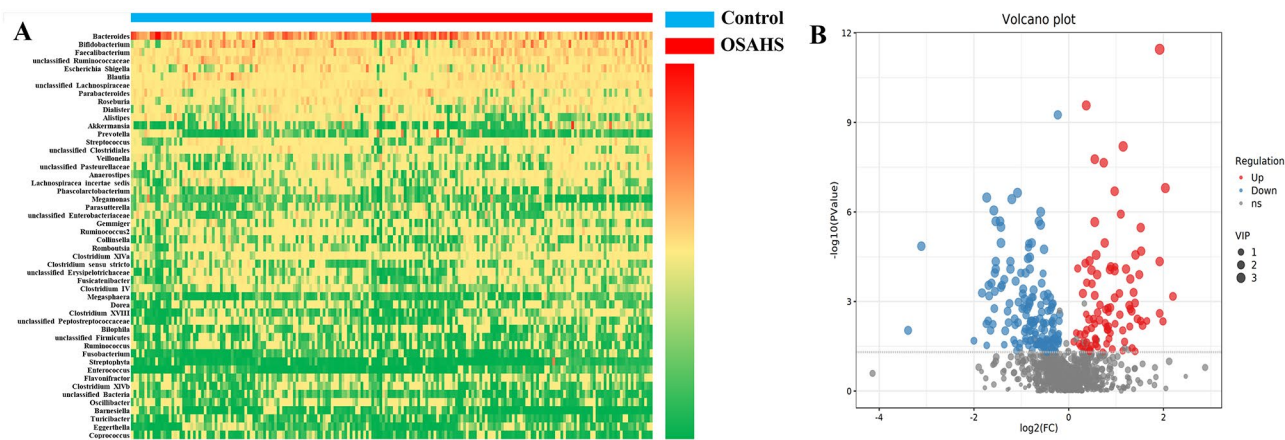 A
Control
OSAHS
Bacteroides
Bifidobacterium
Faecalibacterium
unclassified Ruminococcaceae
Escherichia Shigella
Blautia
unclassified Lachnospiraceae
Parabacteroides
Roseburia
Dialister
Alistipes
Akkermansia
Prevotella
Streptococcus
unclassified Clostridiales
Veillonella
unclassified Pasteurellaceae
Anaerostipes
Lachnospiracea incertae sedis
Phascolarctobacterium
Megamonas
Parasutterella
unclassified Enterobacteriaceae
Gemmiger
Ruminococcus2
Collinsella
Romboutsia
Clostridium XIVa
Clostridium sensu stricto
unclassified Erysipelotrichaceae
Fusicatenibacter
Clostridium IV
Megasphaera
Dorea
Clostridium XVIII
unclassified Peptostreptococcaceae
Bilophila
unclassified Firmicutes
Ruminococcus
Fusobacterium
Streptophyta
Enterococcus
Flavonifractor
Clostridium XIVb
unclassified Bacteria
Oscillibacter
Barnesiella
Turicibacter
Eggerthella
Coprococcus
B
Volcano plot
12
9
6
3
0
-log10(PValue)
-4
-2
0
2
log2(FC)
Regulation
Up
Down
ns
VIP
1
2
3